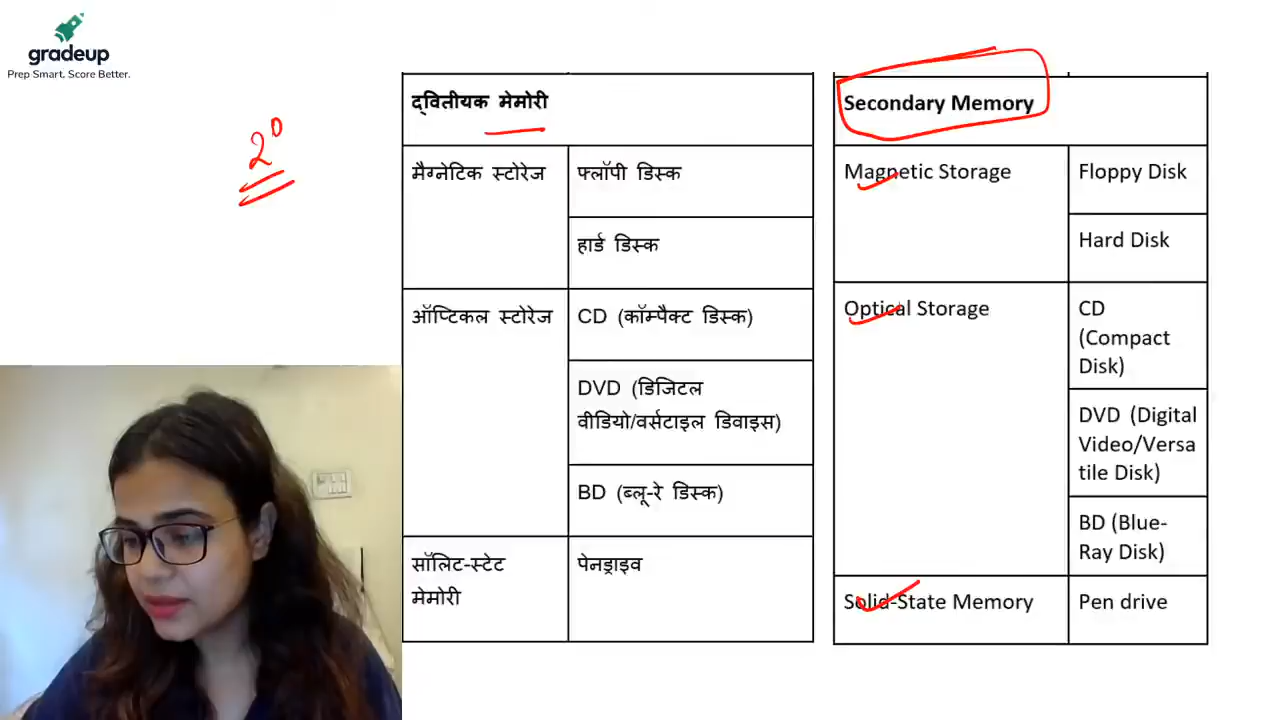 gradeup
Prep Smart, Score Better.
2°
द्वितीयक मेमोरी
मैग्नेटिक स्टोरेज
फ्लॉपी डिस्क
हार्ड डिस्क
ऑप्टिकल स्टोरेज
CD (कॉम्पैक्ट डिस्क)
DVD (डिजिटल
वीडियो/वर्सटाइल डिवाइस)
BD (ब्लू-रे डिस्क)
सॉलिट-स्टेट
मेमोरी
पेनड्राइव
Secondary Memory
Magnetic Storage
Floppy Disk
Hard Disk
Optical Storage
CD
(Compact
Disk)
DVD (Digital
Video/Versa
tile Disk)
BD (Blue-
Ray Disk)
Solid-State Memory
Pen drive